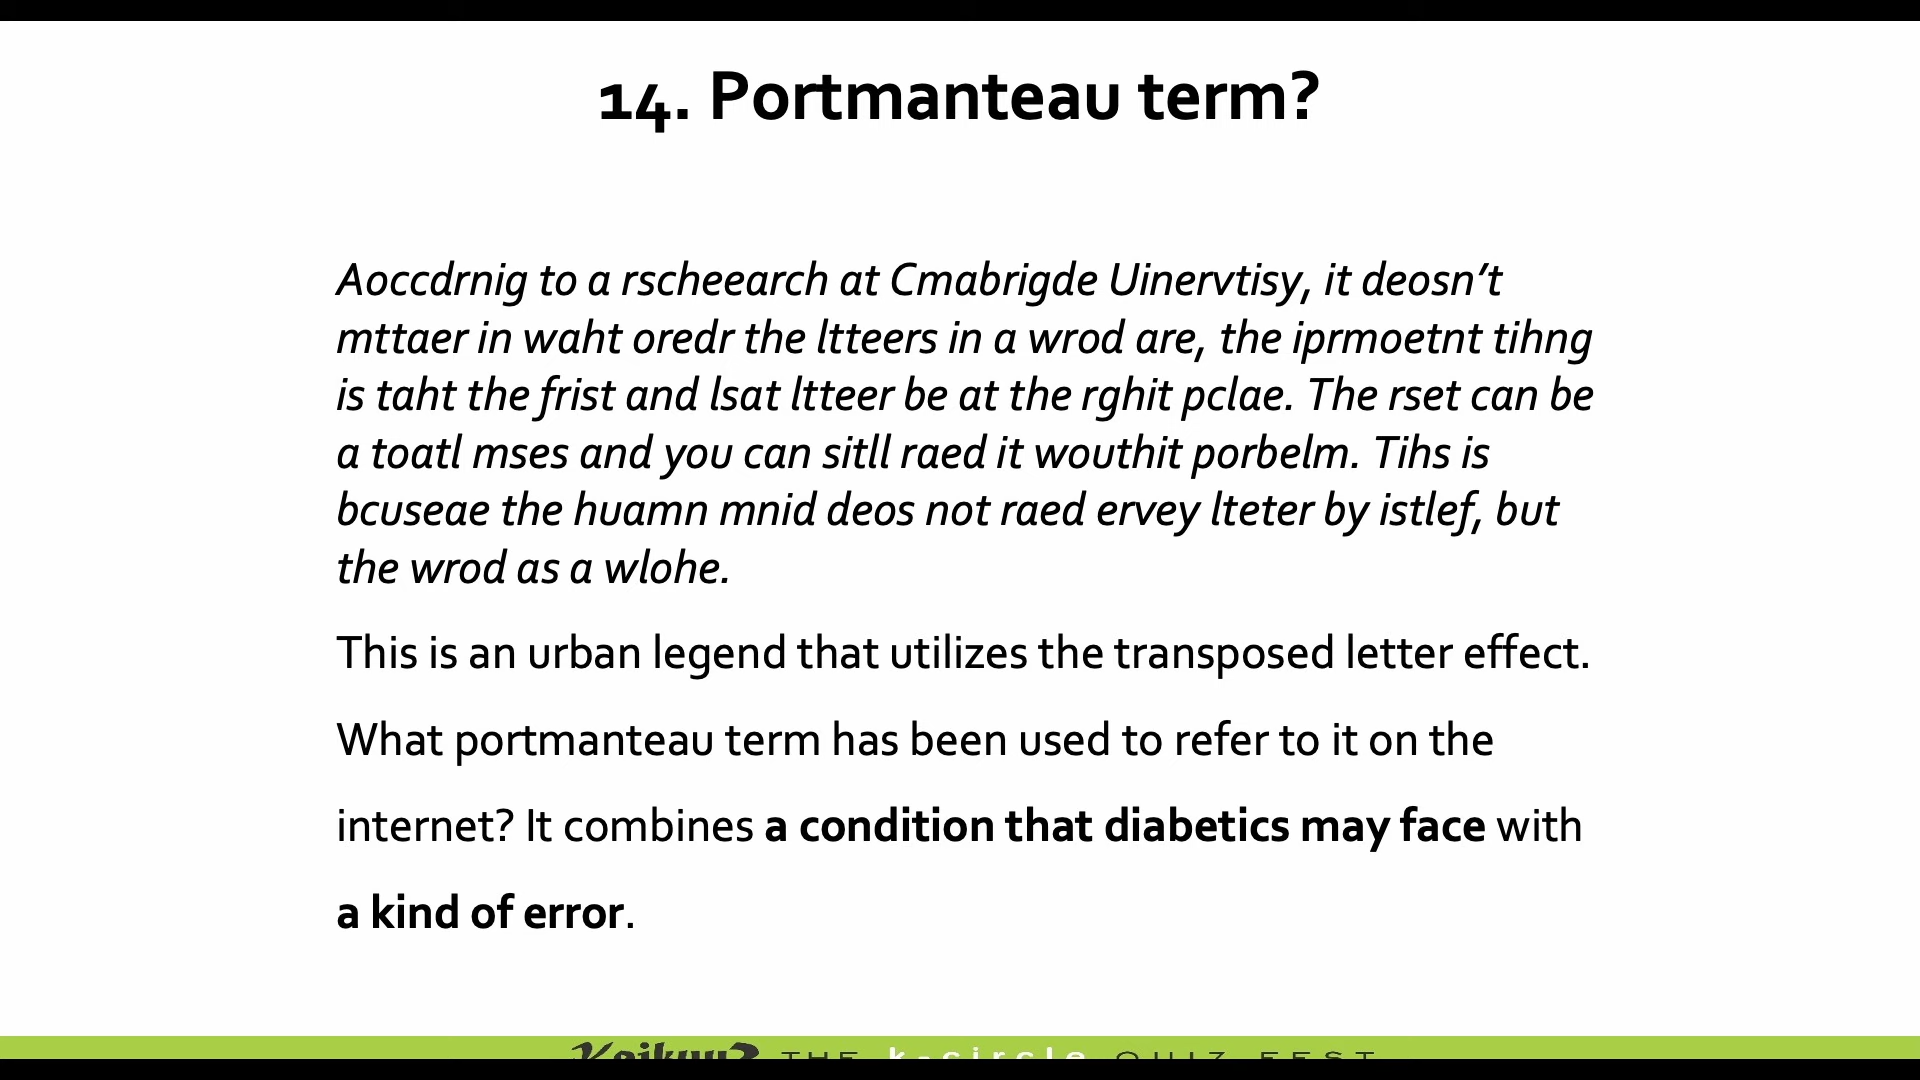 14. Portmanteau term?
Aoccdrnig to a rscheearch at Cmabrigde Uinervtisy, it deosn’t
mttaer in waht oredr the ltteers in a wrod are, the iprmoetnt tihng
is taht the frist and lsat ltteer be at the rghit pclae. The rset can be
a toatl mses and you can sitll raed it wouthit porbelm. Tihs is
bcuseae the huamn mnid deos not raed ervey lteter by istlef, but
the wrod as a wlohe.
This is an urban legend that utilizes the transposed letter effect.
What portmanteau term has been used to refer to it on the
internet? It combines a condition that diabetics may face with
a kind of error.
THE k-circle QUIZ FEST